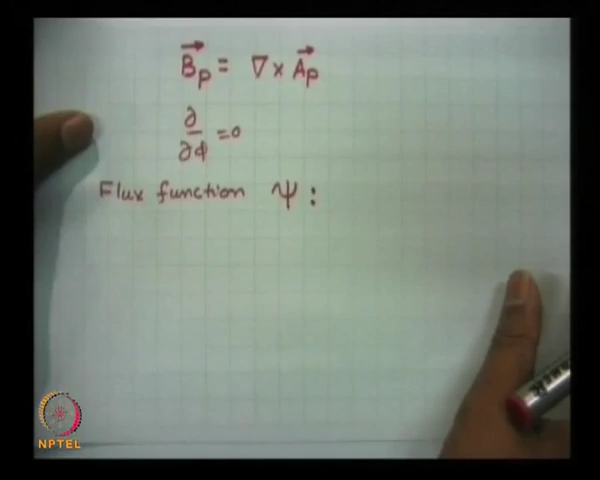 B⃗p = ∇ × A⃗p
∂/∂φ = 0
Flux function ψ :
NPTEL